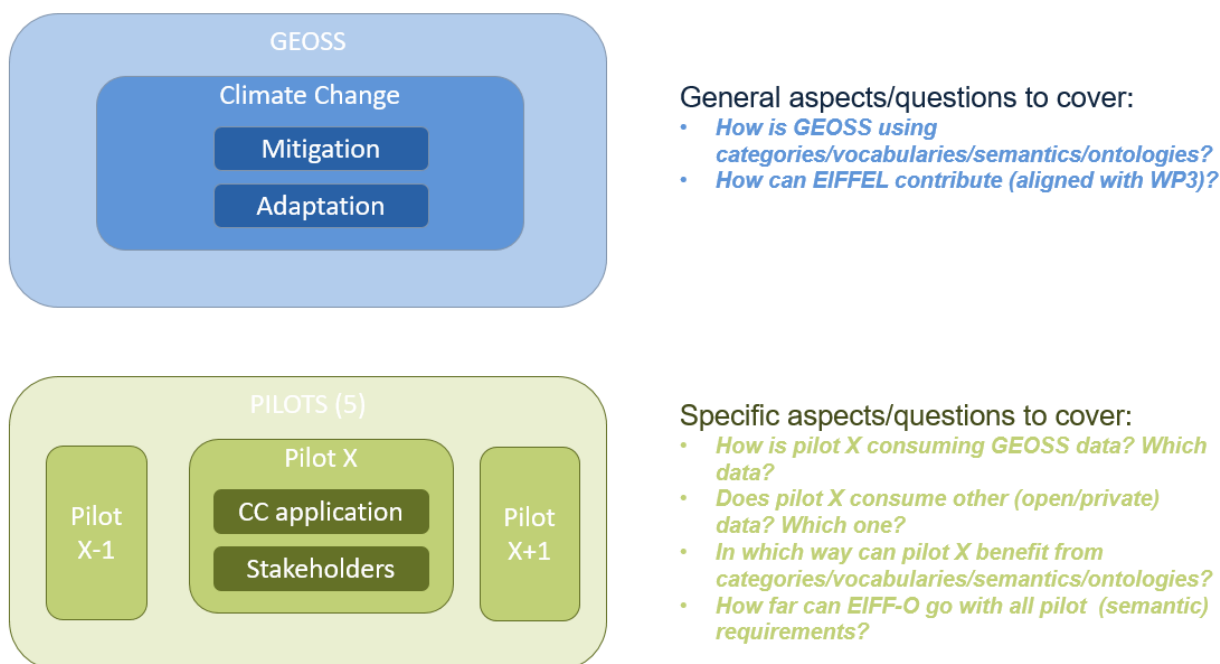 GEOSS
Climate Change
Mitigation
Adaptation
General aspects/questions to cover:
• How is GEOSS using
categories/vocabularies/semantics/ontologies?
• How can EIFFEL contribute (aligned with WP3)?
PILOTS (5)
Pilot
X-1
Pilot X
CC application
Stakeholders
Pilot
X+1
Specific aspects/questions to cover:
• How is pilot X consuming GEOSS data? Which
data?
• Does pilot X consume other (open/private)
data? Which one?
• In which way can pilot X benefit from
categories/vocabularies/semantics/ontologies?
• How far can EIFF-O go with all pilot (semantic)
requirements?